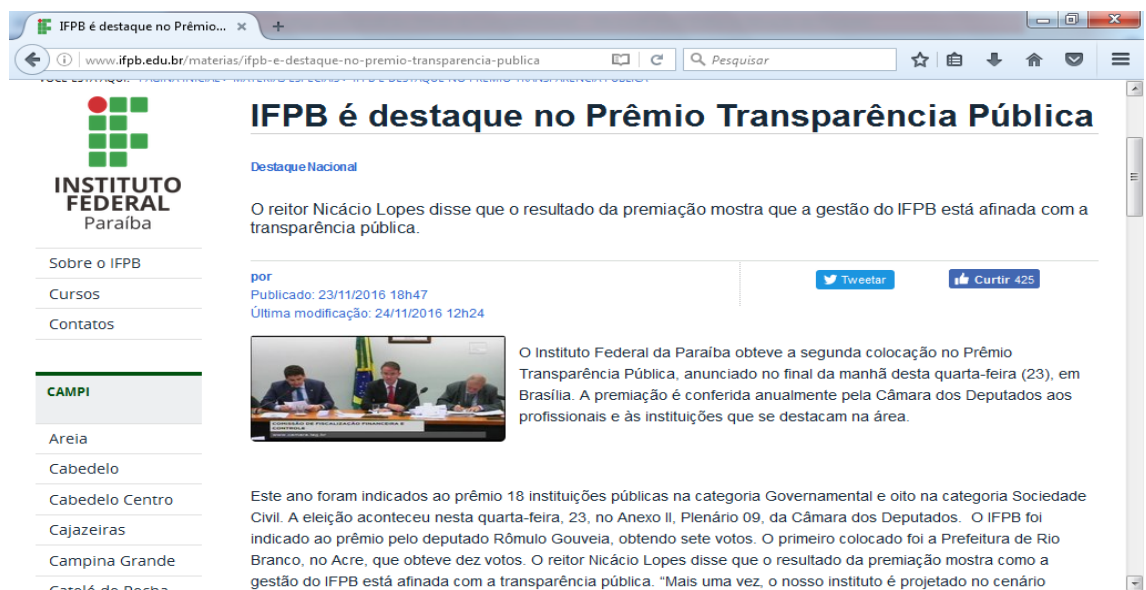 IFPB é destaque no Prêmio...
www.ifpb.edu.br/materias/ifpb-e-destaque-no-premio-transparencia-publica
Pesquisar
INSTITUTO
FEDERAL
Paraíba
Sobre o IFPB
Cursos
Contatos
CAMPI
Areia
Cabedelo
Cabedelo Centro
Cajazeiras
Campina Grande
IFPB é destaque no Prêmio Transparência Pública
Destaque Nacional
O reitor Nicácio Lopes disse que o resultado da premiação mostra que a gestão do IFPB está afinada com a
transparência pública.
por
Publicado: 23/11/2016 18h47
Última modificação: 24/11/2016 12h24
Tweetar
Curtir 425
COMISSÃO DE FISCALIZAÇÃO FINANCEIRA E
CONTROLE
O Instituto Federal da Paraíba obteve a segunda colocação no Prêmio
Transparência Pública, anunciado no final da manhã desta quarta-feira (23), em
Brasília. A premiação é conferida anualmente pela Câmara dos Deputados aos
profissionais e às instituições que se destacam na área.
Este ano foram indicados ao prêmio 18 instituições públicas na categoria Governamental e oito na categoria Sociedade
Civil. A eleição aconteceu nesta quarta-feira, 23, no Anexo II, Plenário 09, da Câmara dos Deputados. O IFPB foi
indicado ao prêmio pelo deputado Rômulo Gouveia, obtendo sete votos. O primeiro colocado foi a Prefeitura de Rio
Branco, no Acre, que obteve dez votos. O reitor Nicácio Lopes disse que o resultado da premiação mostra como a
gestão do IFPB está afinada com a transparência pública. “Mais uma vez, o nosso instituto é projetado no cenário